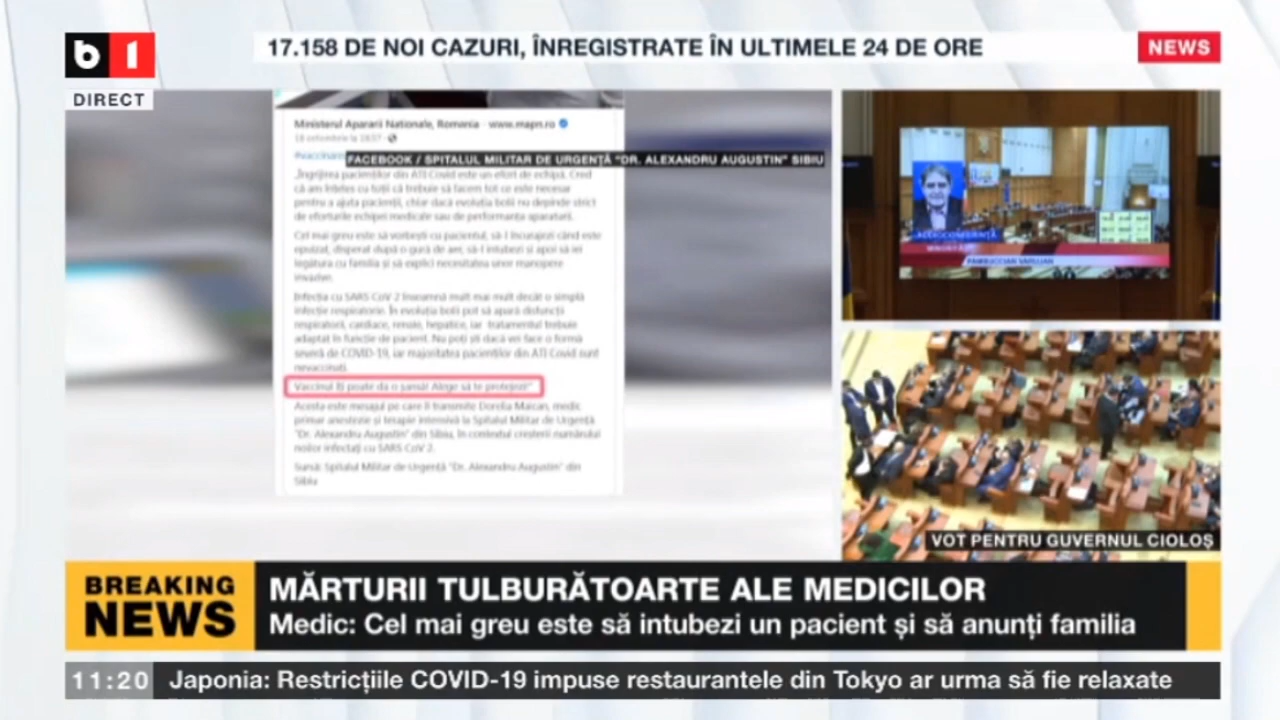 b1
DIRECT
17.158 DE NOI CAZURI, ÎNREGISTRATE ÎN ULTIMELE 24 DE ORE
NEWS
Ministerul Apararii Nationale, Romania · www.mapn.ro
18 octombrie la 18:07
#vaccinare
FACEBOOK / SPITALUL MILITAR DE URGENȚĂ "DR. ALEXANDRU AUGUSTIN" SIBIU
„Îngrijirea pacienților din ATI Covid este un efort de echipă. Cred
că am înțeles cu toții că trebuie să facem tot ce este necesar
pentru a ajuta pacienții, chiar dacă evoluția bolii nu depinde strict
de eforturile echipei medicale sau de performanța aparaturii.
Cel mai greu este să vorbești cu pacientul, să-l încurajezi când este
epuizat, disperat după o gură de aer, să-l intubezi și apoi să iei
legătura cu familia și să explici necesitatea unor manopere
invazive.
Infecția cu SARS CoV 2 înseamnă mult mai mult decât o simplă
infecție respiratorie. În evoluția bolii pot să apară disfuncții
respiratorii, cardiace, renale, hepatice, iar tratamentul trebuie
adaptat în funcție de pacient. Nu poți ști dacă vei face o formă
severă de COVID-19, iar majoritatea pacienților din ATI Covid sunt
nevaccinați.
Vaccinul îți poate da o șansă! Alege să te protejezi!"
Acesta este mesajul pe care îl transmite Dorelia Maican, medic
primar anestezie și terapie intensivă la Spitalul Militar de Urgență
"Dr. Alexandru Augustin" din Sibiu, în contextul creșterii numărului
noilor infectați cu SARS CoV 2.
Sursă: Spitalul Militar de Urgență "Dr. Alexandru Augustin" din
Sibiu
AUDIOCONFERINȚĂ
PAMBUCCIAN VARUJAN
VOT PENTRU GUVERNUL CIOLOȘ
BREAKING
NEWS
MĂRTURII TULBURĂTOARTE ALE MEDICILOR
Medic: Cel mai greu este să intubezi un pacient și să anunți familia
11:20
Japonia: Restricțiile COVID-19 impuse restaurantele din Tokyo ar urma să fie relaxate